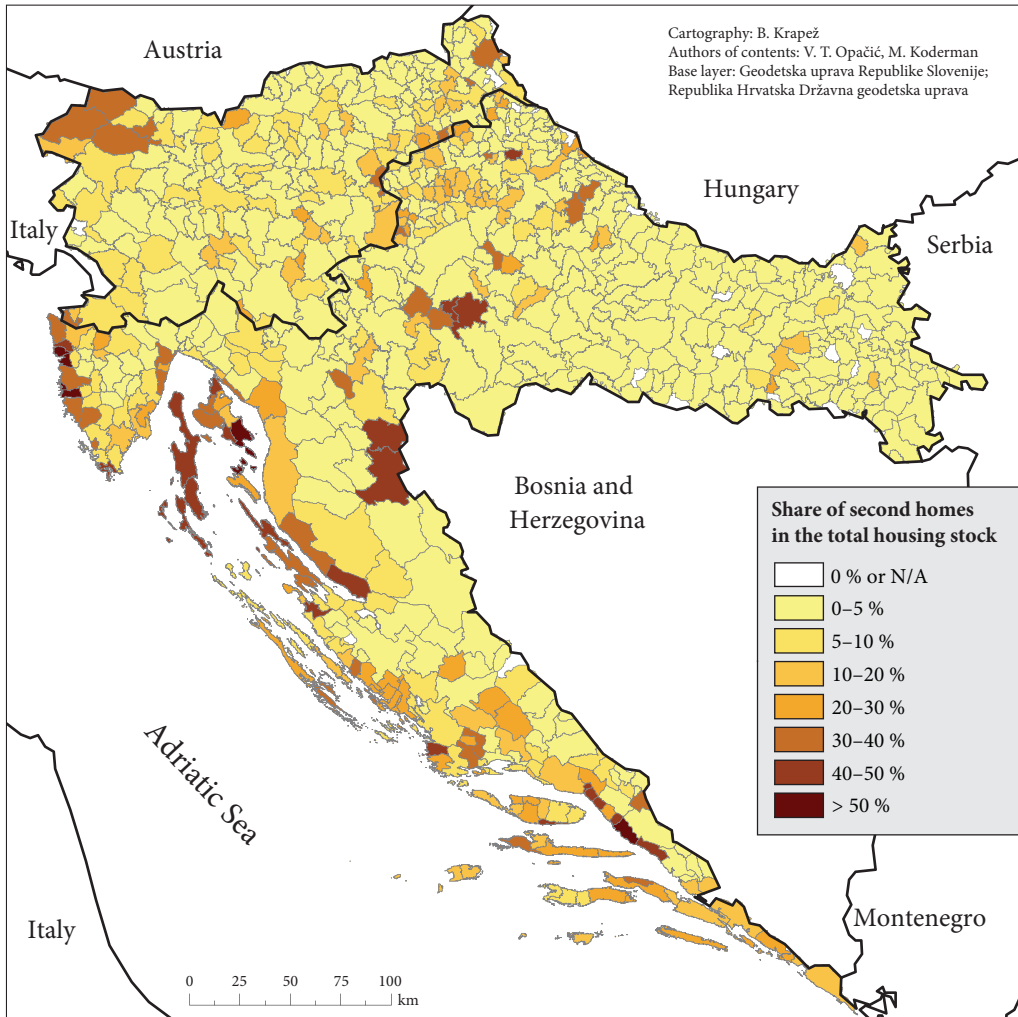 Austria
Cartography: B. Krapež
Authors of contents: V. T. Opačić, M. Koderman
Base layer: Geodetska uprava Republike Slovenije;
Republika Hrvatska Državna geodetska uprava
Hungary
Italy
Serbia
Bosnia and
Herzegovina
Share of second homes
in the total housing stock
0 % or N/A
0–5 %
5–10 %
10–20 %
20–30 %
30–40 %
40–50 %
> 50 %
Adriatic Sea
Italy
Montenegro
0 25 50 75 100
km